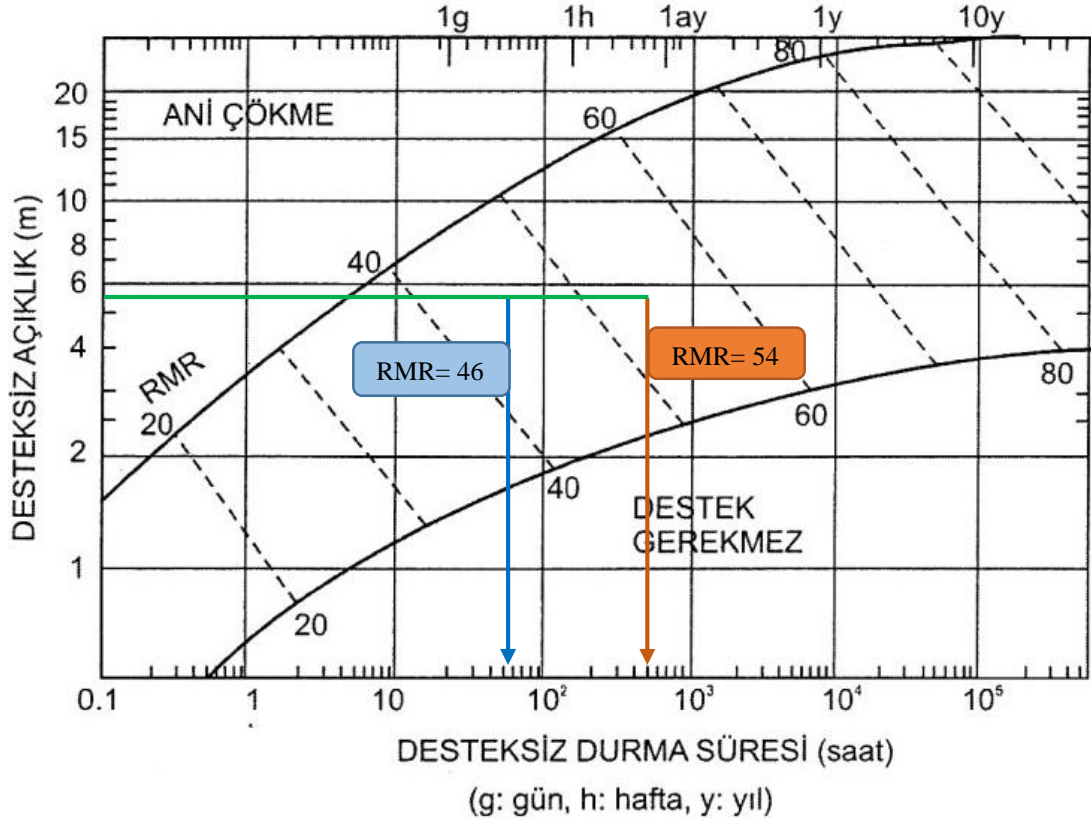 1g 1h 1ay 1y 10y
ANİ ÇÖKME
DESTEKSİZ AÇIKLIK (m)
20
15
10
8
6
4
2
1
80
60
40
RMR
20
RMR= 46
RMR= 54
80
60
40
20
DESTEK
GEREKMEZ
0.1 1 10 10² 10³ 10⁴ 10⁵
DESTEKSİZ DURMA SÜRESİ (saat)
(g: gün, h: hafta, y: yıl)